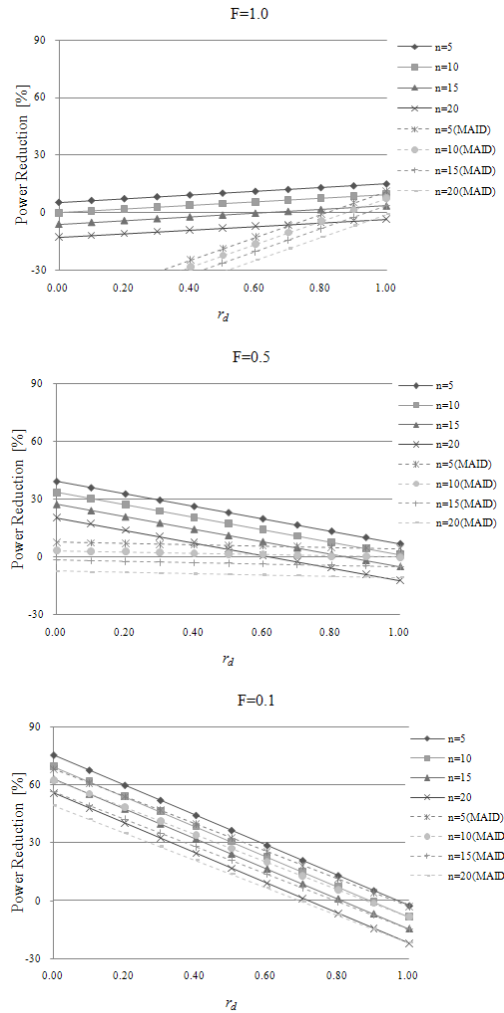 F=1.0
Power Reduction [%]
90
60
30
0
-30
0.00 0.20 0.40 0.60 0.80 1.00
r_d
n=5
n=10
n=15
n=20
n=5(MAID)
n=10(MAID)
n=15(MAID)
n=20(MAID)
F=0.5
Power Reduction [%]
90
60
30
0
-30
0.00 0.20 0.40 0.60 0.80 1.00
r_d
n=5
n=10
n=15
n=20
n=5(MAID)
n=10(MAID)
n=15(MAID)
n=20(MAID)
F=0.1
Power Reduction [%]
90
60
30
0
-30
0.00 0.20 0.40 0.60 0.80 1.00
r_d
n=5
n=10
n=15
n=20
n=5(MAID)
n=10(MAID)
n=15(MAID)
n=20(MAID)